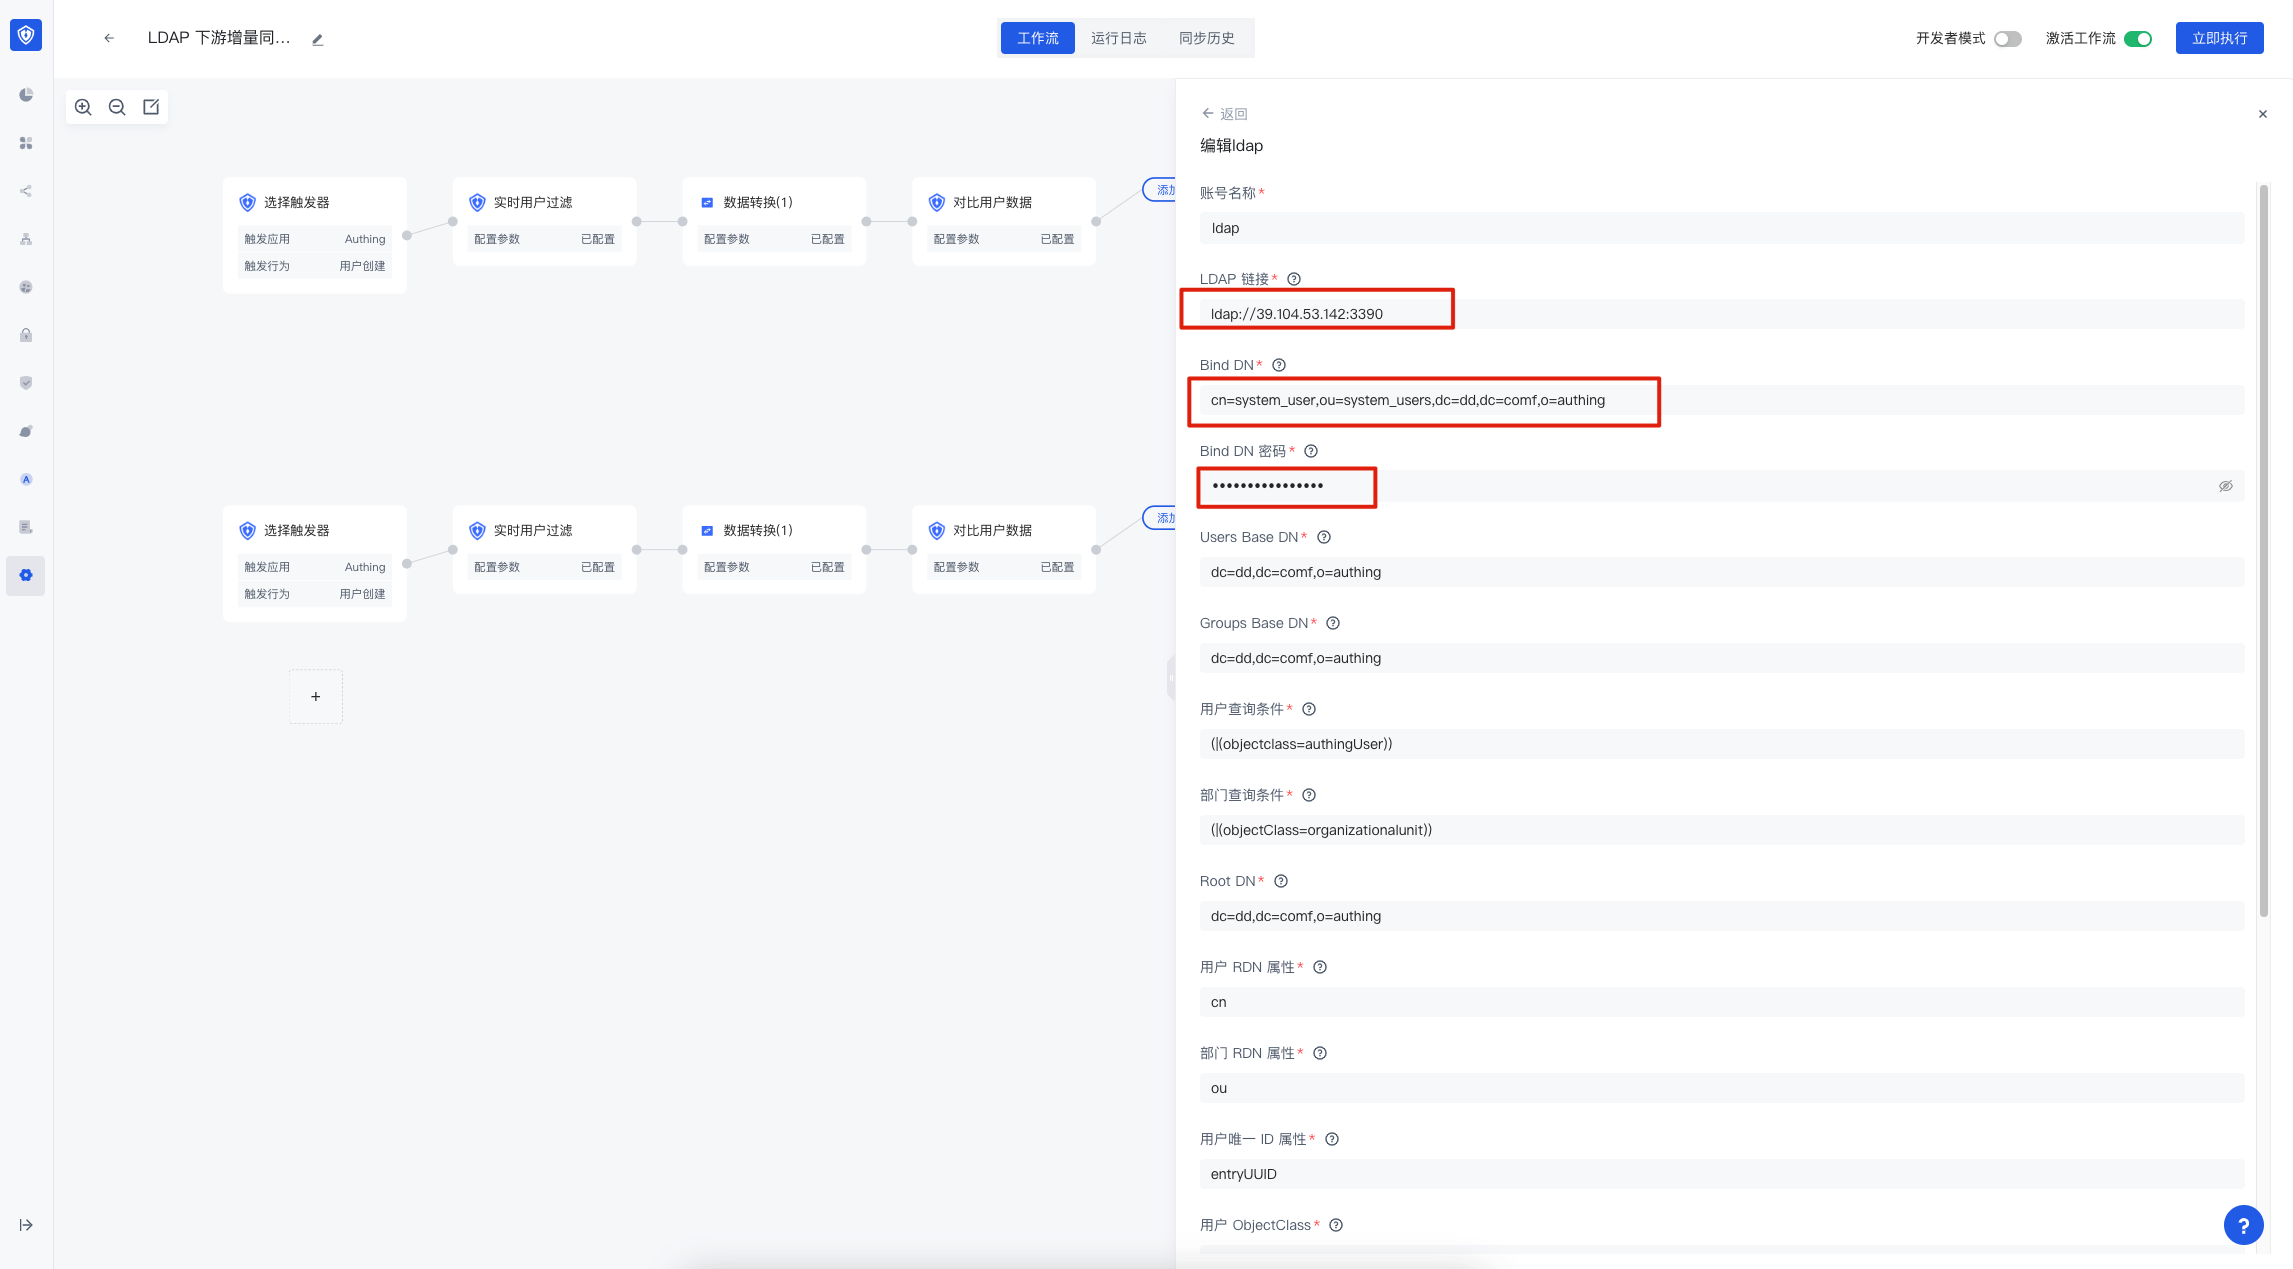 LDAP 下游增量同...
工作流
运行日志
同步历史
开发者模式
激活工作流
立即执行
选择触发器
触发应用 Authing
触发行为 用户创建
实时用户过滤
配置参数 已配置
数据转换(1)
配置参数 已配置
对比用户数据
配置参数 已配置
添加
选择触发器
触发应用 Authing
触发行为 用户创建
实时用户过滤
配置参数 已配置
数据转换(1)
配置参数 已配置
对比用户数据
配置参数 已配置
添加
+
← 返回
编辑ldap
账号名称*
ldap
LDAP 链接*
ldap://39.104.53.142:3390
Bind DN*
cn=system_user,ou=system_users,dc=dd,dc=comf,o=authing
Bind DN 密码*
••••••••••••••••
Users Base DN*
dc=dd,dc=comf,o=authing
Groups Base DN*
dc=dd,dc=comf,o=authing
用户查询条件*
(|(objectclass=authingUser))
部门查询条件*
(|(objectClass=organizationalunit))
Root DN*
dc=dd,dc=comf,o=authing
用户 RDN 属性*
cn
部门 RDN 属性*
ou
用户唯一 ID 属性*
entryUUID
用户 ObjectClass*
?